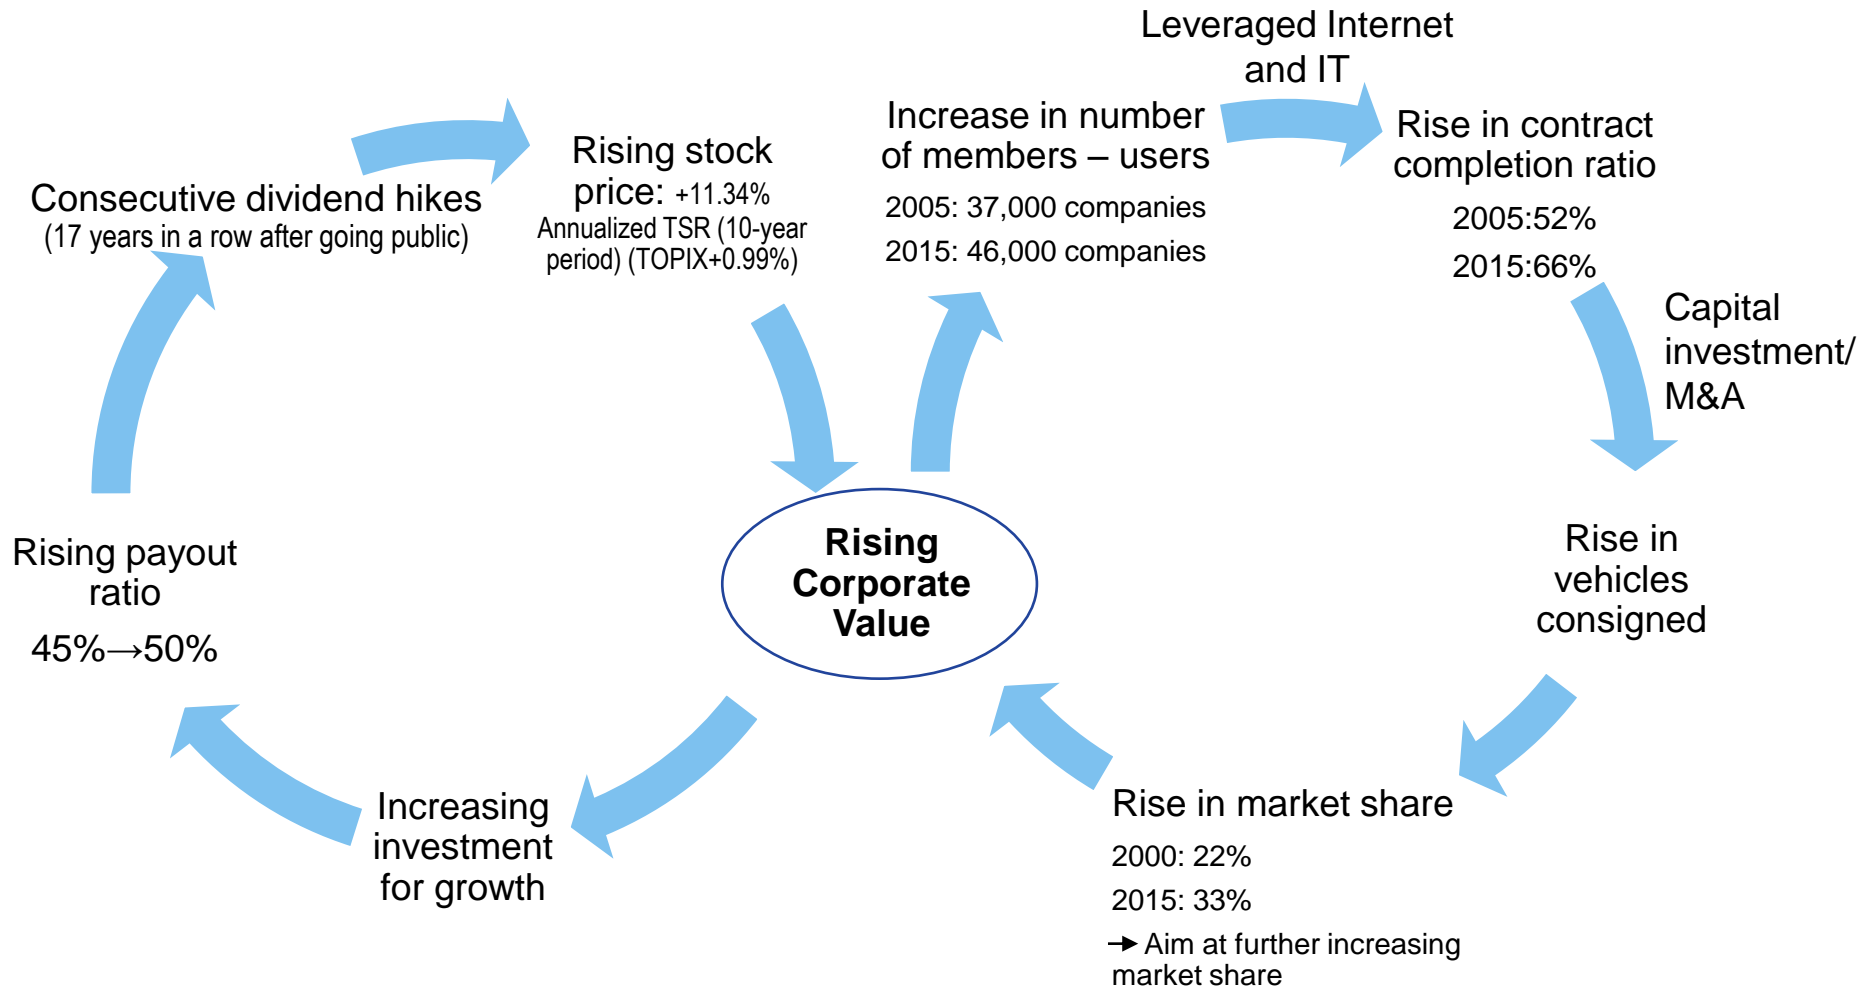 Leveraged Internet
and IT
Increase in number
of members – users
2005: 37,000 companies
2015: 46,000 companies
Rise in contract
completion ratio
2005:52%
2015:66%
Capital
investment/
M&A
Rise in
vehicles
consigned
Rise in market share
2000: 22%
2015: 33%
→ Aim at further increasing
market share
Rising
Corporate
Value
Increasing
investment
for growth
Rising payout
ratio
45%→50%
Consecutive dividend hikes
(17 years in a row after going public)
Rising stock
price: +11.34%
Annualized TSR (10-year
period) (TOPIX+0.99%)